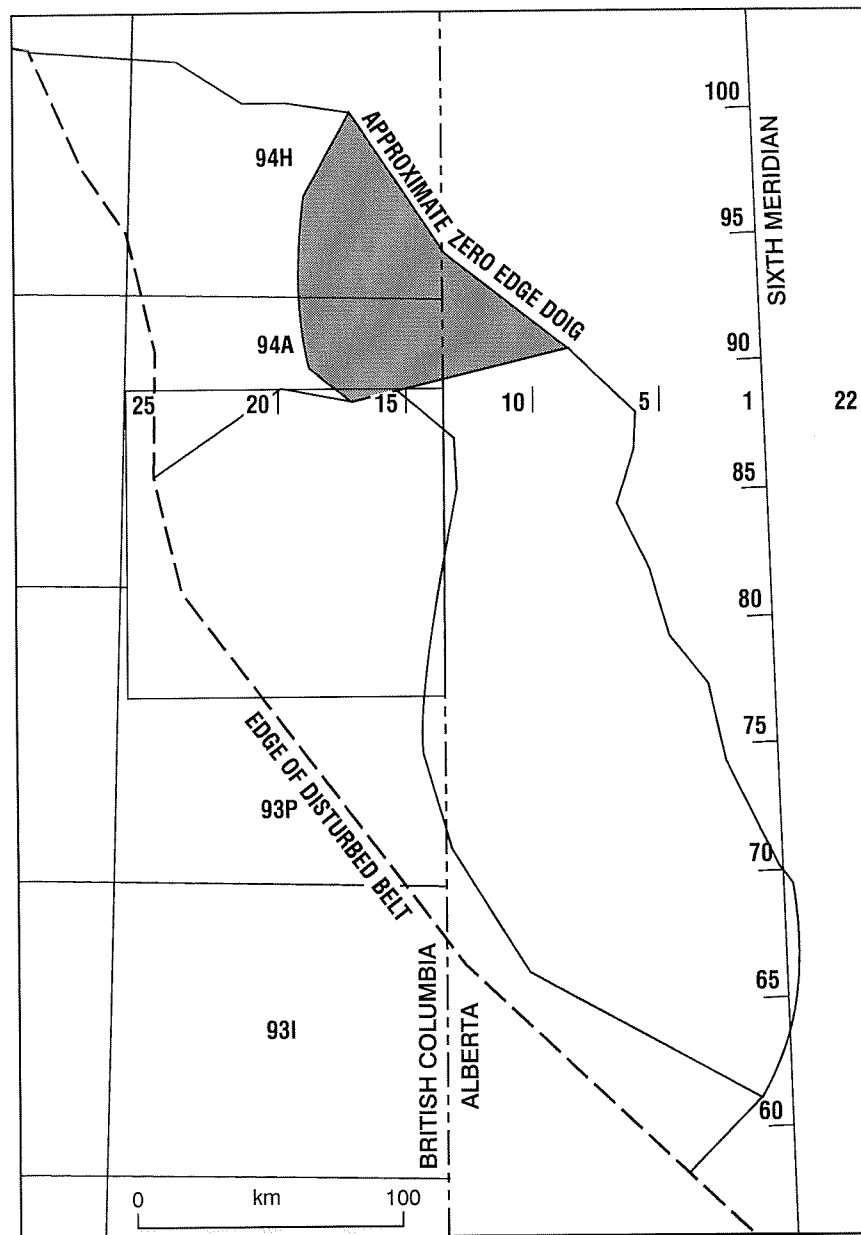 100
SIXTH MERIDIAN
APPROXIMATE ZERO EDGE DOIG
94H
95
94A
90
25
20
15
10
5
1
22
85
80
75
EDGE OF DISTURBED BELT
93P
70
BRITISH COLUMBIA
ALBERTA
65
93I
60
0 km 100